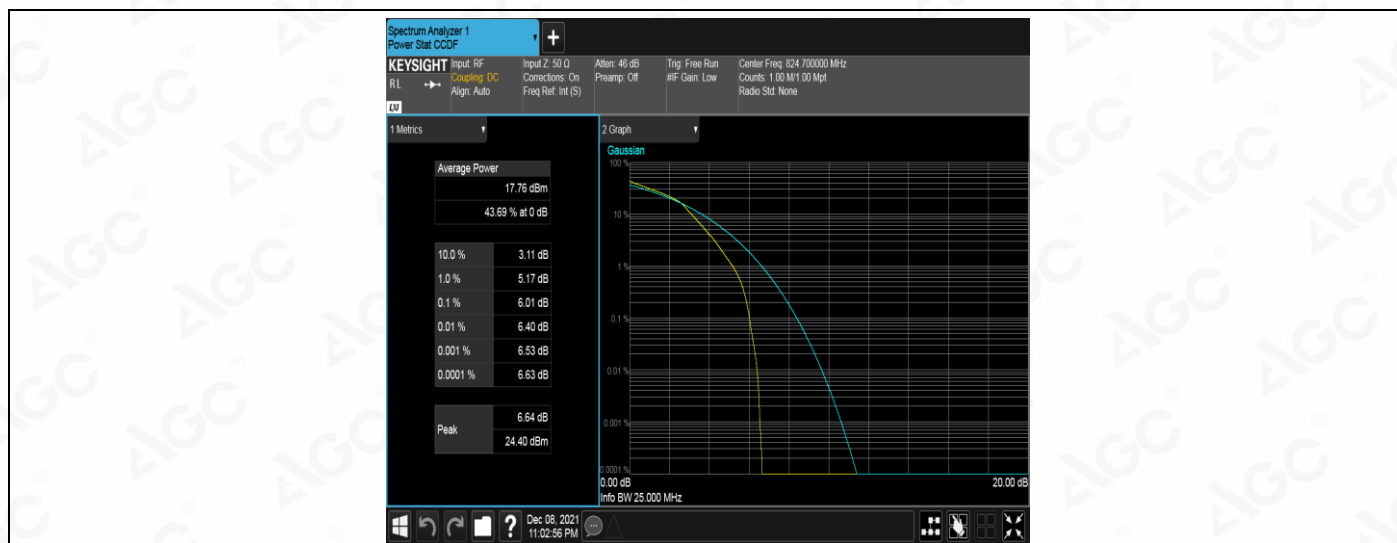 Spectrum Analyzer 1
Power Stat CCDF
KEYSIGHT
RL
LXI
Input: RF
Coupling: DC
Align: Auto
Input Z: 50 Ω
Corrections: On
Freq Ref: Int (S)
Atten: 46 dB
Preamp: Off
Trig: Free Run
#IF Gain: Low
Center Freq: 824.700000 MHz
Counts: 1.00 M/1.00 Mpt
Radio Std: None
1 Metrics
Average Power
17.76 dBm
43.69 % at 0 dB
10.0 % 3.11 dB
1.0 % 5.17 dB
0.1 % 6.01 dB
0.01 % 6.40 dB
0.001 % 6.53 dB
0.0001 % 6.63 dB
Peak
6.64 dB
24.40 dBm
2 Graph
Gaussian
100 %
10 %
1 %
0.1 %
0.01 %
0.001 %
0.0001 %
0.00 dB 20.00 dB
Info BW 25.000 MHz
?
Dec 08, 2021
11:02:56 PM
AGC